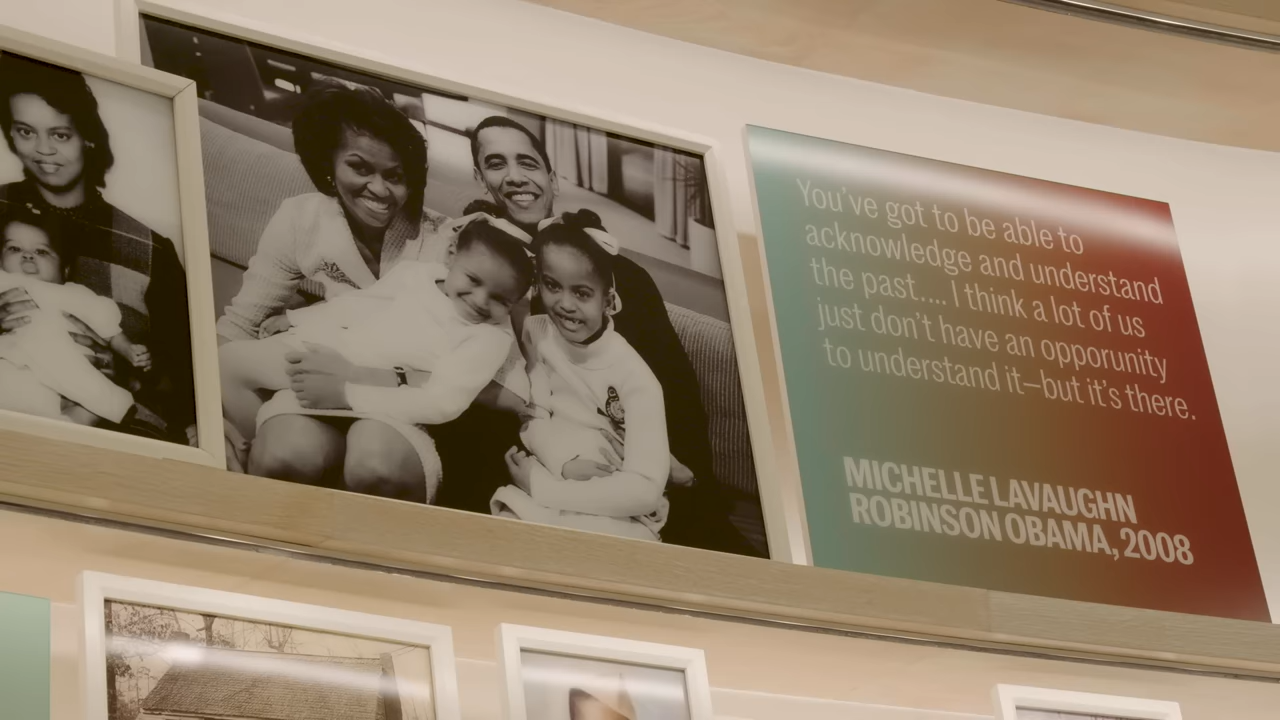 You've got to be able to
acknowledge and understand
the past.... I think a lot of us
just don't have an opporunity
to understand it—but it's there.
MICHELLE LAVAUGHN
ROBINSON OBAMA, 2008